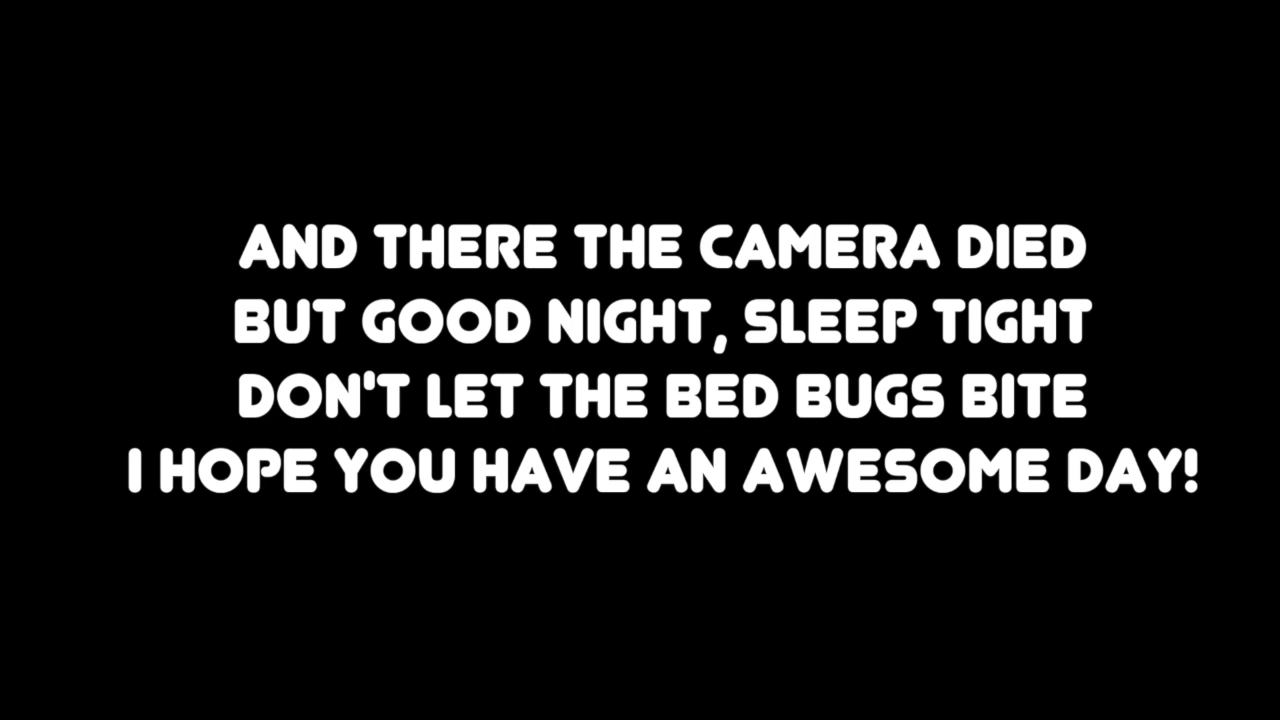 AND THERE THE CAMERA DIED
BUT GOOD NIGHT, SLEEP TIGHT
DON'T LET THE BED BUGS BITE
I HOPE YOU HAVE AN AWESOME DAY!